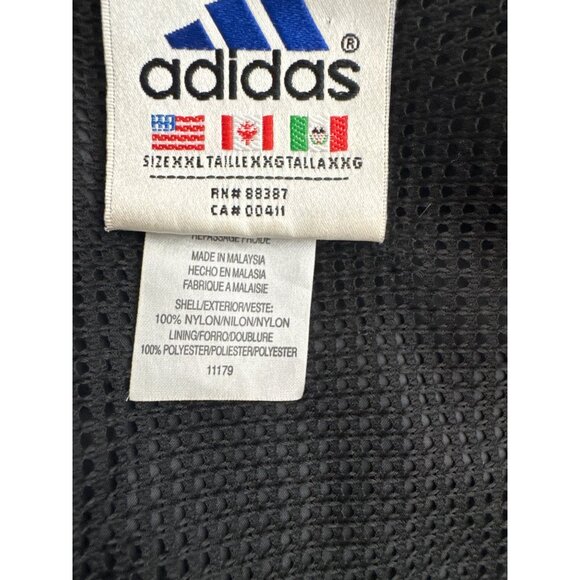 adidas®
SIZE XXL TAILLE XXG TALLA XXG
RN# 88387
CA# 00411
REPASSAGE FROIDE
MADE IN MALAYSIA
HECHO EN MALASIA
FABRIQUE A MALAISIE
SHELL/EXTERIOR/VESTE:
100% NYLON/NILON/NYLON
LINING/FORRO/DOUBLURE
100% POLYESTER/POLIESTER/POLYESTER
11179